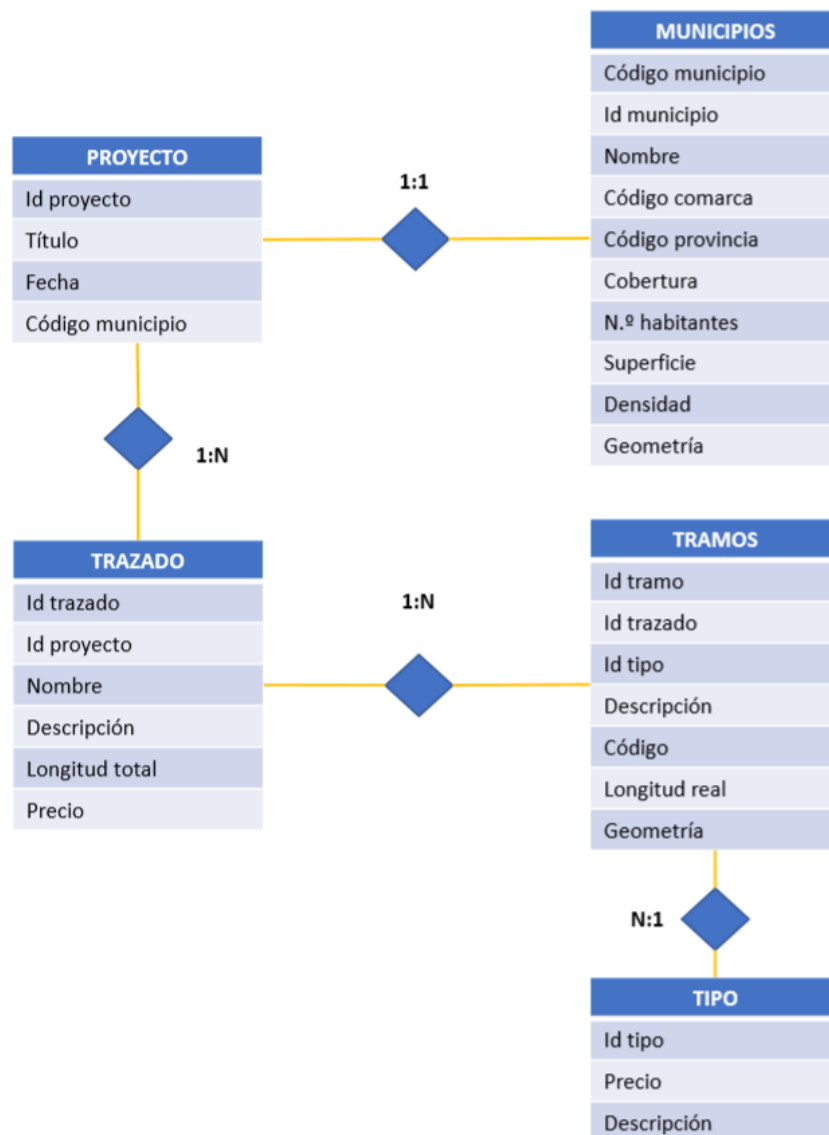 MUNICIPIOS
Código municipio
Id municipio
Nombre
Código comarca
Código provincia
Cobertura
N.º habitantes
Superficie
Densidad
Geometría
PROYECTO
Id proyecto
Título
Fecha
Código municipio
1:1
1:N
TRAZADO
Id trazado
Id proyecto
Nombre
Descripción
Longitud total
Precio
1:N
TRAMOS
Id tramo
Id trazado
Id tipo
Descripción
Código
Longitud real
Geometría
N:1
TIPO
Id tipo
Precio
Descripción